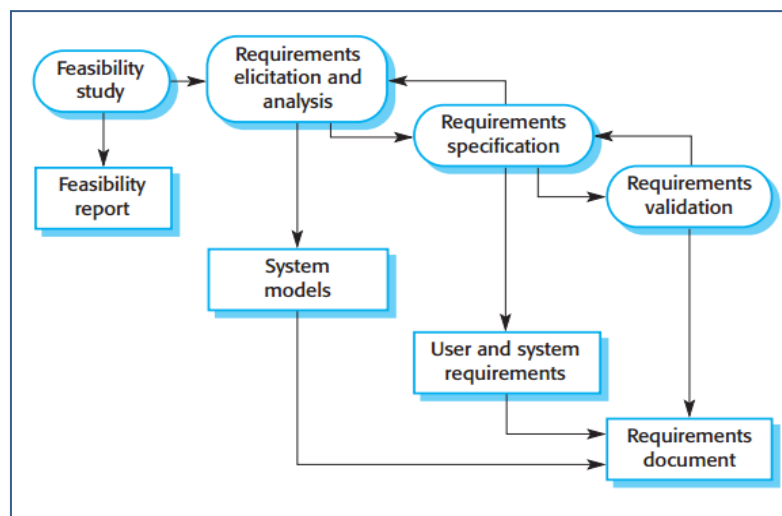 Feasibility
study
Requirements
elicitation and
analysis
Requirements
specification
Requirements
validation
Feasibility
report
System
models
User and system
requirements
Requirements
document